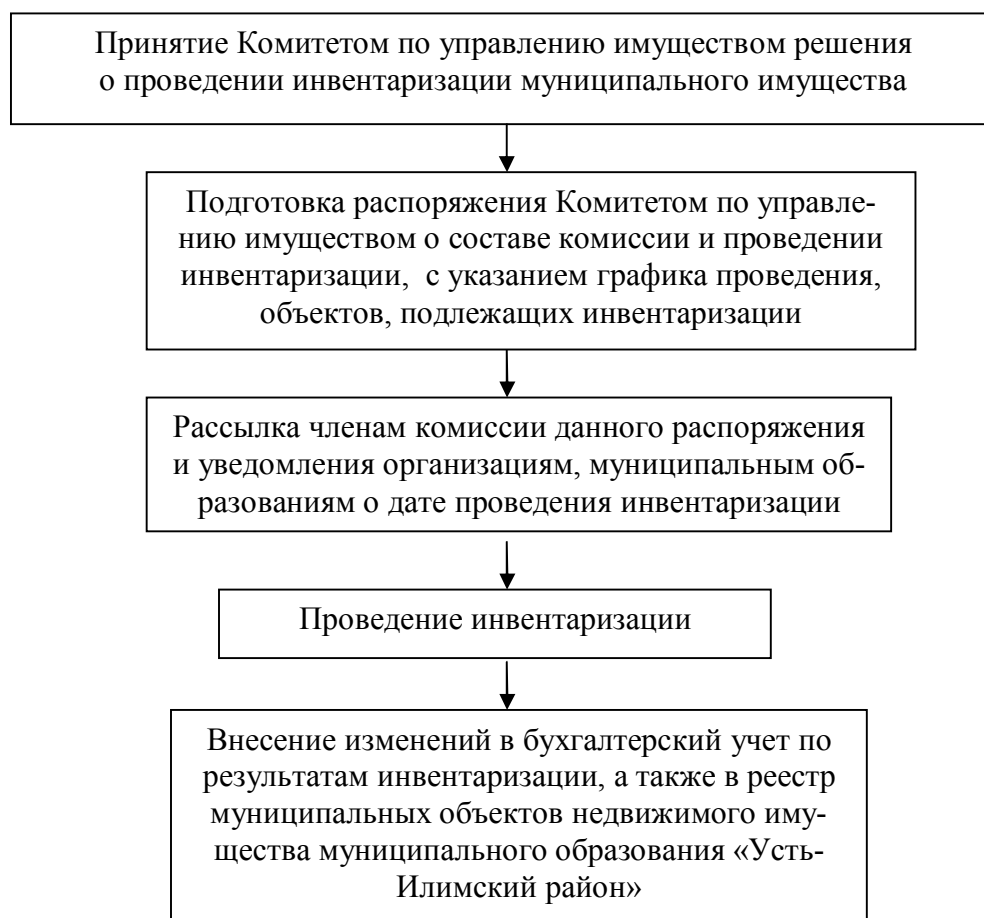 Принятие Комитетом по управлению имуществом решения
о проведении инвентаризации муниципального имущества
Подготовка распоряжения Комитетом по управле-
нию имуществом о составе комиссии и проведении
инвентаризации, с указанием графика проведения,
объектов, подлежащих инвентаризации
Рассылка членам комиссии данного распоряжения
и уведомления организациям, муниципальным об-
разованиям о дате проведения инвентаризации
Проведение инвентаризации
Внесение изменений в бухгалтерский учет по
результатам инвентаризации, а также в реестр
муниципальных объектов недвижимого иму-
щества муниципального образования «Усть-
Илимский район»